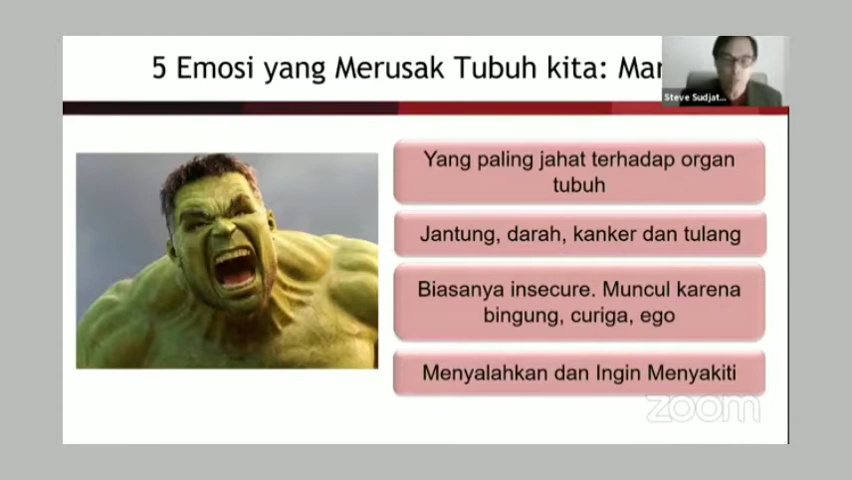 5 Emosi yang Merusak Tubuh kita:
Steve Sudjat...
Yang paling jahat terhadap organ
tubuh
Jantung, darah, kanker dan tulang
Biasanya insecure. Muncul karena
bingung, curiga, ego
Menyalahkan dan Ingin Menyakiti
zoom